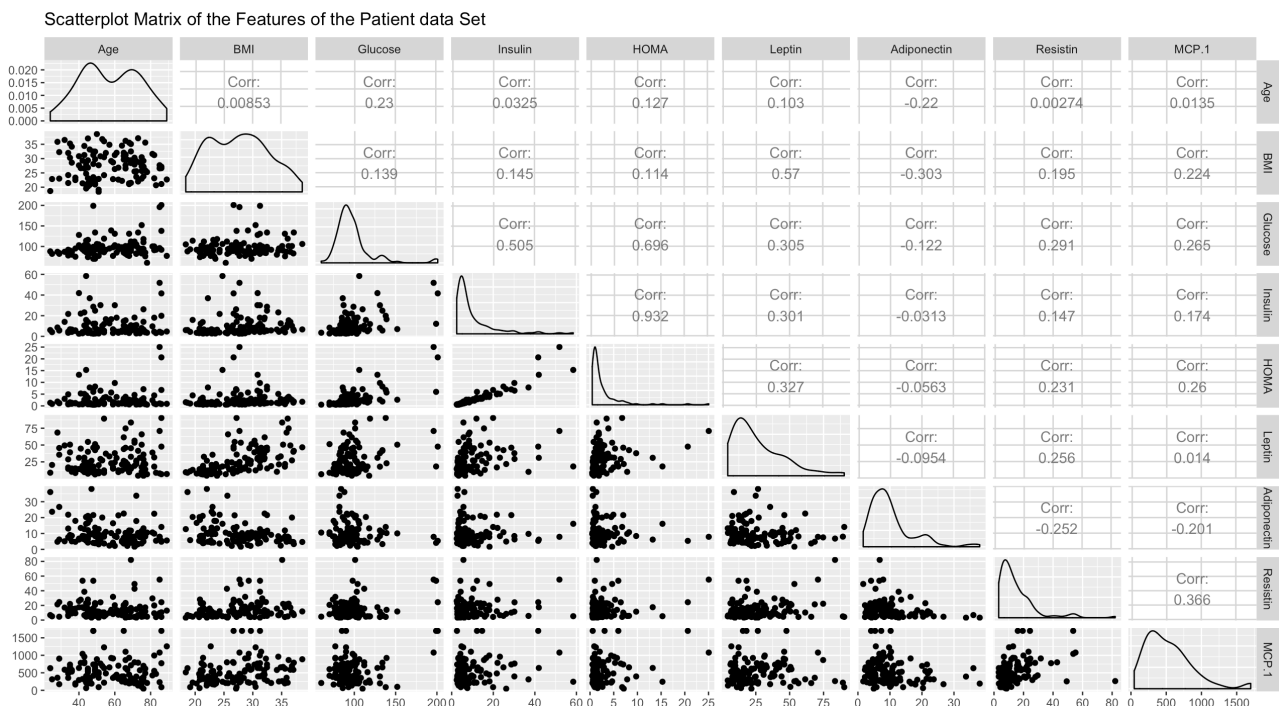 Scatterplot Matrix of the Features of the Patient data Set
Age BMI Glucose Insulin HOMA Leptin Adiponectin Resistin MCP.1
0.020
0.015
0.010
0.005
0.000
Corr: Corr: Corr: Corr: Corr: Corr: Corr: Corr:
0.00853 0.23 0.0325 0.127 0.103 -0.22 0.00274 0.0135
Age
35
30
25
20
Corr: Corr: Corr: Corr: Corr: Corr: Corr:
0.139 0.145 0.114 0.57 -0.303 0.195 0.224
BMI
200
150
100
Corr: Corr: Corr: Corr: Corr: Corr:
0.505 0.696 0.305 -0.122 0.291 0.265
Glucose
60
40
20
0
Corr: Corr: Corr: Corr: Corr:
0.932 0.301 -0.0313 0.147 0.174
Insulin
25
20
15
10
5
0
Corr: Corr: Corr: Corr:
0.327 -0.0563 0.231 0.26
HOMA
75
50
25
Corr: Corr: Corr:
-0.0954 0.256 0.014
Leptin
30
20
10
0
Corr: Corr:
-0.252 -0.201
Adiponectin
80
60
40
20
0
Corr:
0.366
Resistin
1500
1000
500
0
MCP.1
40 60 80 20 25 30 35 100 150 200 0 20 40 60 0 5 10 15 20 25 25 50 75 0 10 20 30 0 20 40 60 80 0 500 1000 1500